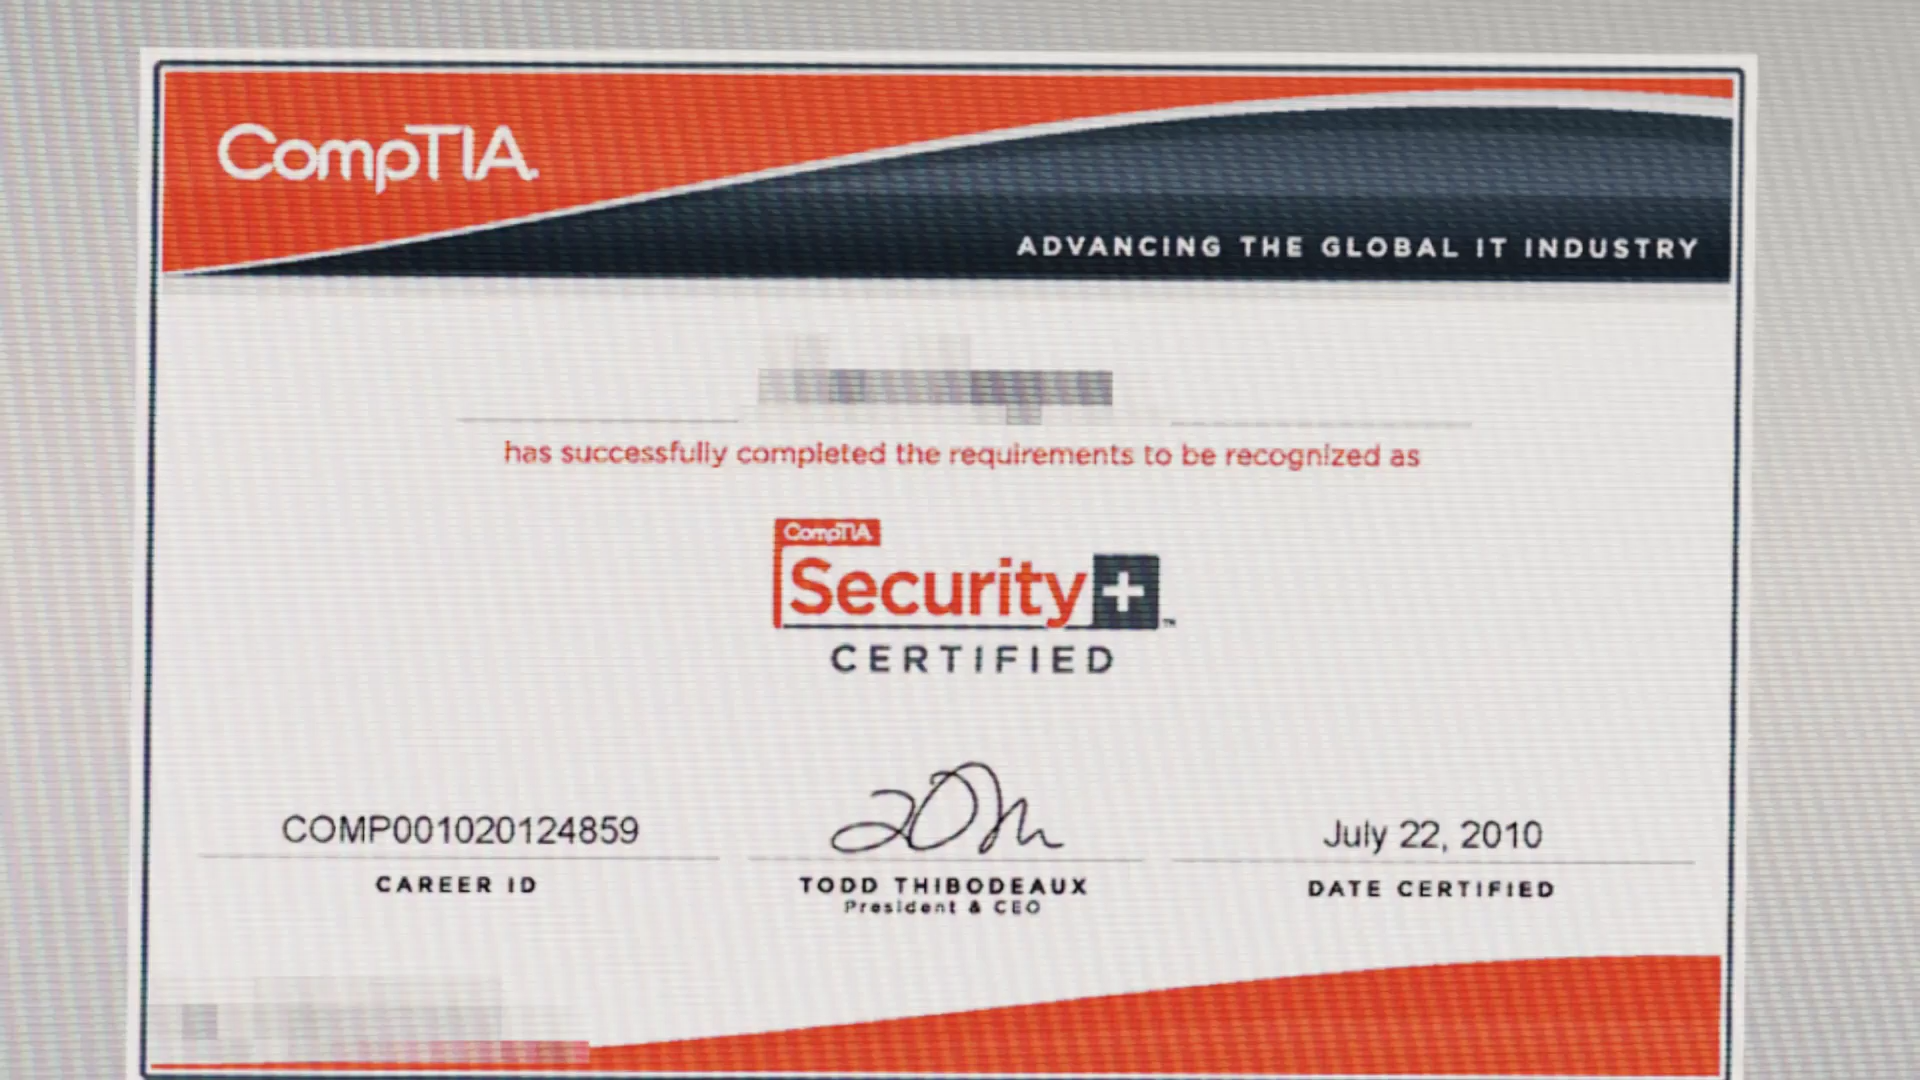 CompTIA.
ADVANCING THE GLOBAL IT INDUSTRY
has successfully completed the requirements to be recognized as
CompTIA
Security+™
CERTIFIED
COMP001020124859
July 22, 2010
CAREER ID
TODD THIBODEAUX
DATE CERTIFIED
President & CEO